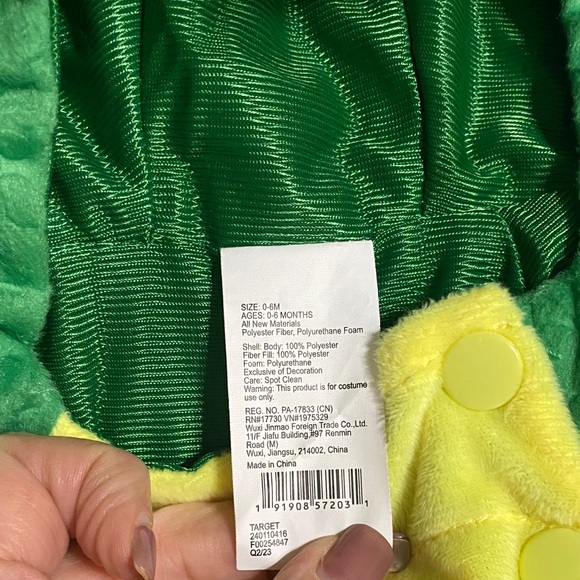 SIZE: 0-6M
AGES: 0-6 MONTHS
All New Materials
Polyester Fiber, Polyurethane Foam
Shell: Body: 100% Polyester
Fiber Fill: 100% Polyester
Foam: Polyurethane
Exclusive of Decoration
Care: Spot Clean
Warning: This product is for costume
use only.
REG. NO. PA-17833 (CN)
RN#17730 VN#1975329
Wuxi Jinmao Foreign Trade Co.,Ltd.
11/F Jiafu Building,#97 Renmin
Road (M)
Wuxi, Jiangsu, 214002, China
Made in China
1 91908 57203 1
TARGET
240110416
F00254847
Q2/23